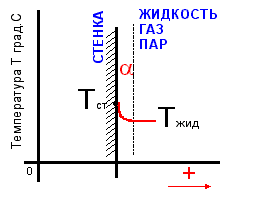 Температура Т град.С
СТЕНКА
ЖИДКОСТЬ
ГАЗ
ПАР
α
Тст
Тжид
0
+